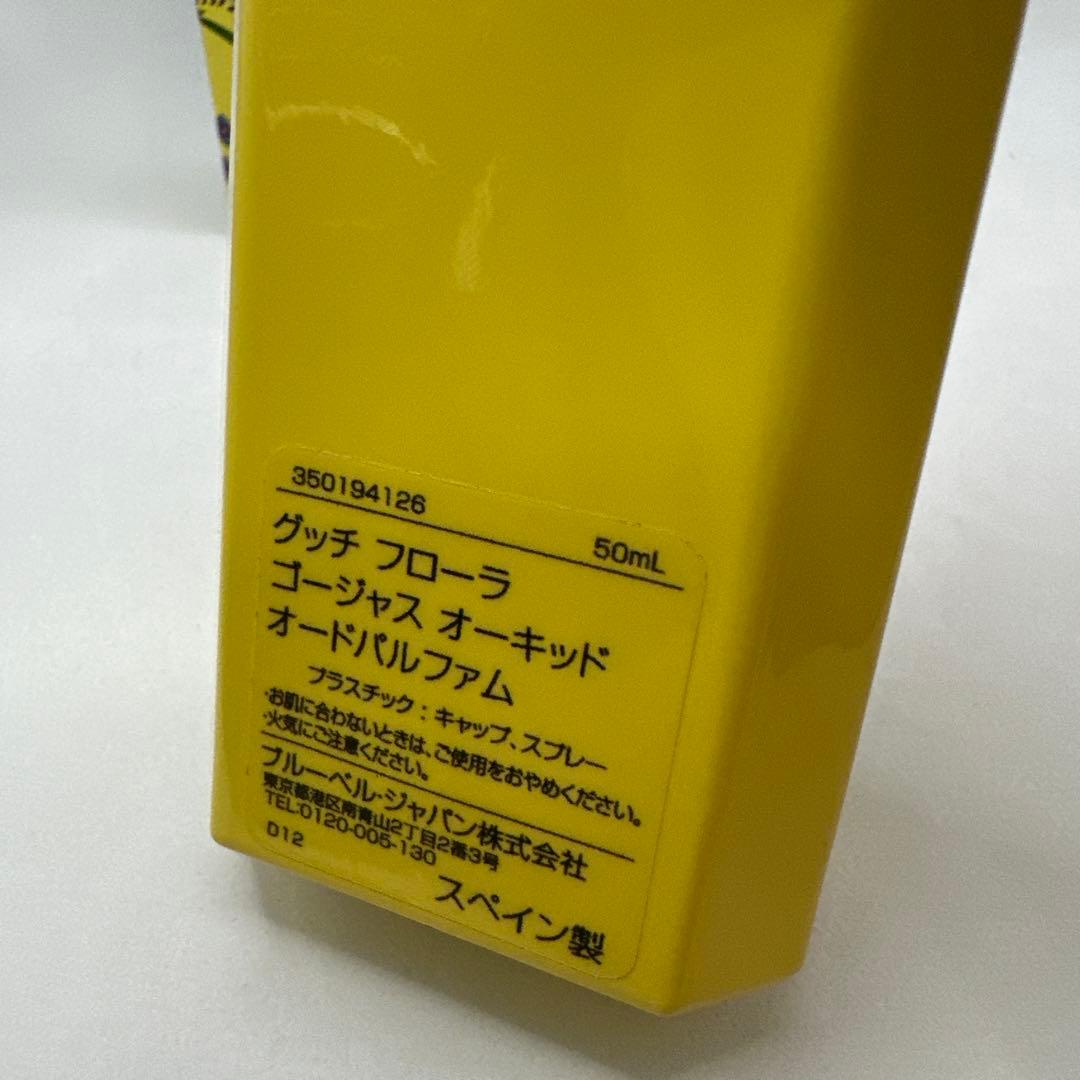 350194126
50mL
グッチ フローラ
ゴージャス オーキッド
オードパルファム
プラスチック:キャップ、スプレー
・お肌に合わないときは、ご使用をおやめください。
・火気にご注意ください。
ブルーベル・ジャパン株式会社
東京都港区南青山2丁目2番3号
TEL:0120-005-130
D12
スペイン製